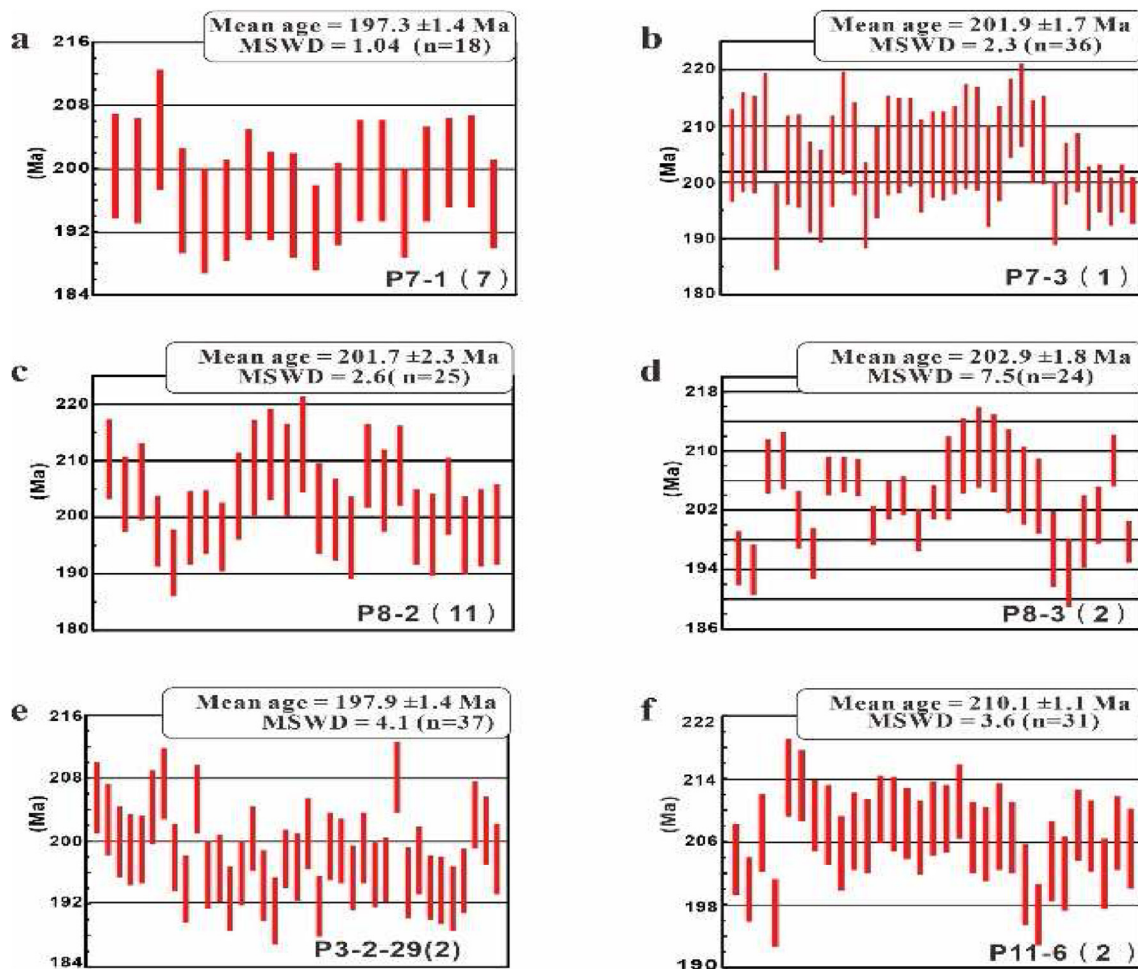 a
Mean age = 197.3 ±1.4 Ma
MSWD = 1.04 (n=18)
216
208
200
192
184
(Ma)
P7-1 ( 7 )
b
Mean age = 201.9 ±1.7 Ma
MSWD = 2.3 (n=36)
220
210
200
190
180
(Ma)
P7-3 ( 1 )
c
Mean age = 201.7 ±2.3 Ma
MSWD = 2.6( n=25)
220
210
200
190
180
(Ma)
P8-2 ( 11 )
d
Mean age = 202.9 ±1.8 Ma
MSWD = 7.5(n=24)
218
210
202
194
186
(Ma)
P8-3 ( 2 )
e
Mean age = 197.9 ±1.4 Ma
MSWD = 4.1 (n=37)
216
208
200
192
184
(Ma)
P3-2-29(2)
f
Mean age = 210.1 ±1.1 Ma
MSWD = 3.6 (n=31)
222
214
206
198
190
(Ma)
P11-6 ( 2 )